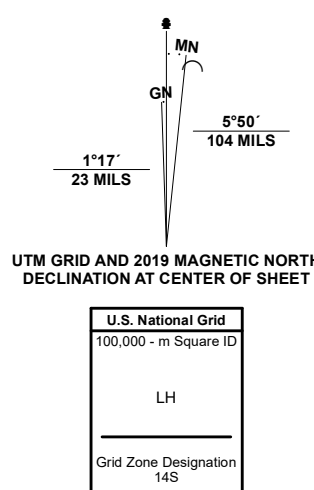 MN
GN
5°50´
104 MILS
1°17´
23 MILS
UTM GRID AND 2019 MAGNETIC NORTH
DECLINATION AT CENTER OF SHEET
U.S. National Grid
100,000 - m Square ID
LH
Grid Zone Designation
14S